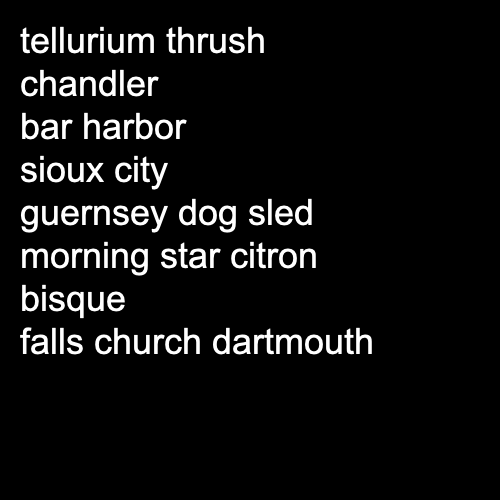 tellurium thrush
chandler
bar harbor
sioux city
guernsey dog sled
morning star citron
bisque
falls church dartmouth